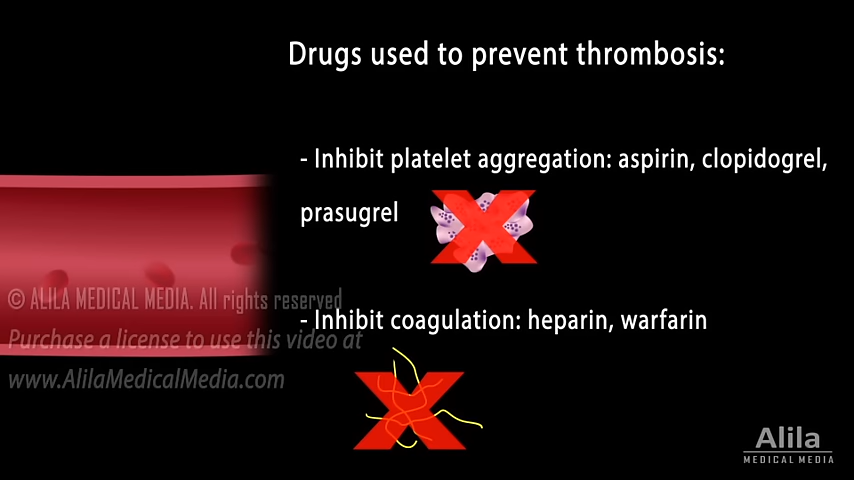 Drugs used to prevent thrombosis:
- Inhibit platelet aggregation: aspirin, clopidogrel,
prasugrel
© ALILA MEDICAL MEDIA. All rights reserved
- Inhibit coagulation: heparin, warfarin
Purchase a license to use this video at
www.AlilaMedicalMedia.com
Alila
MEDICAL MEDIA